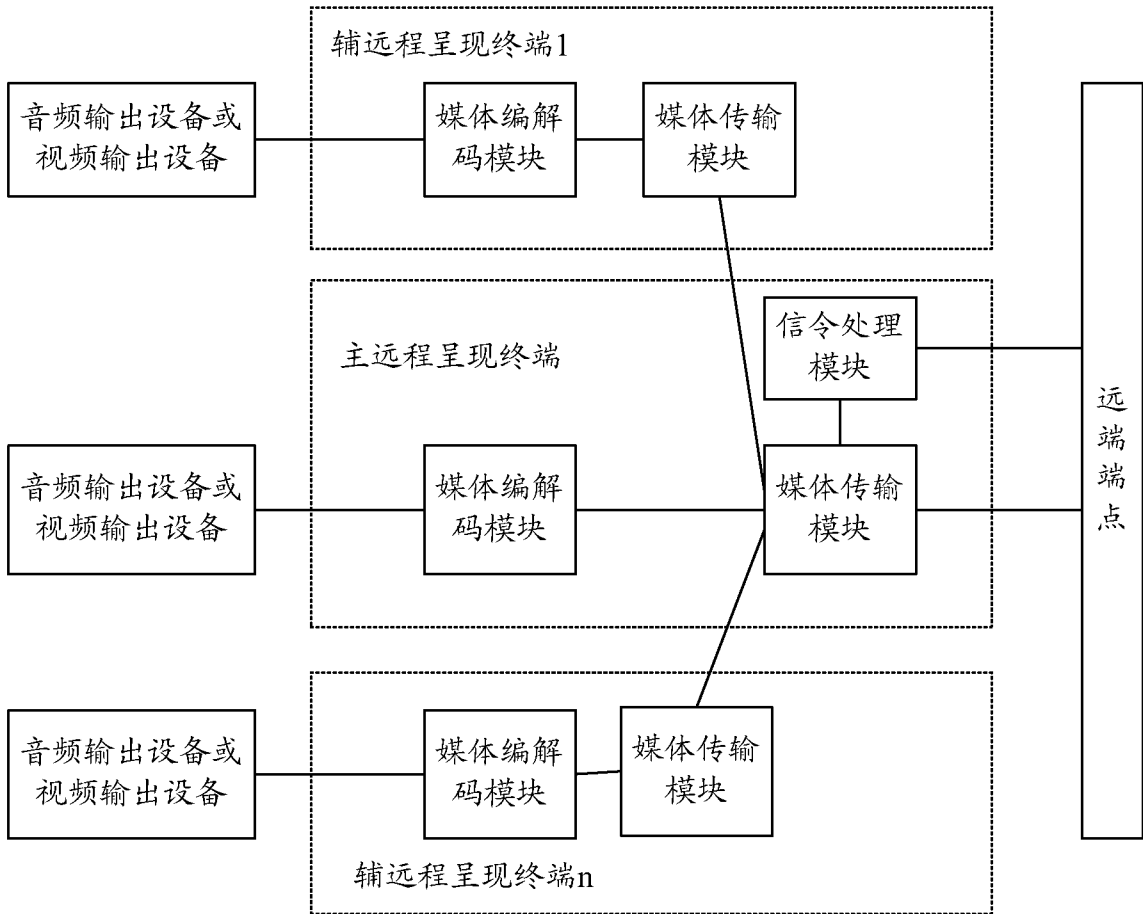 辅远程呈现终端1
音频输出设备或
视频输出设备
媒体编解
码模块
媒体传输
模块
主远程呈现终端
信令处理
模块
音频输出设备或
视频输出设备
媒体编解
码模块
媒体传输
模块
远
端
端
点
音频输出设备或
视频输出设备
媒体编解
码模块
媒体传输
模块
辅远程呈现终端n